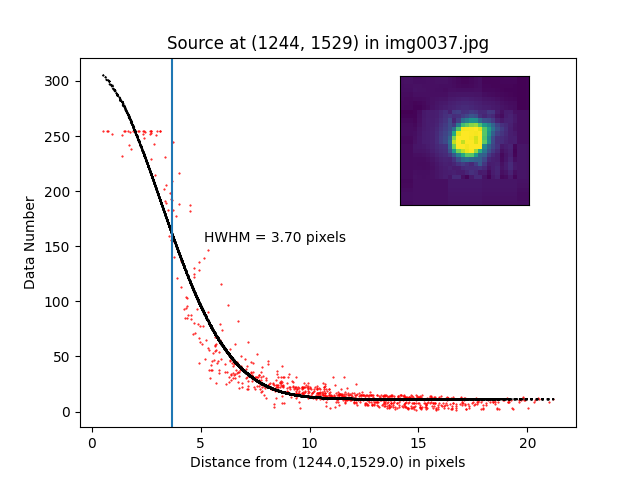 Source at (1244, 1529) in img0037.jpg
300
250
200
150
100
50
0
Data Number
HWHM = 3.70 pixels
0 5 10 15 20
Distance from (1244.0,1529.0) in pixels